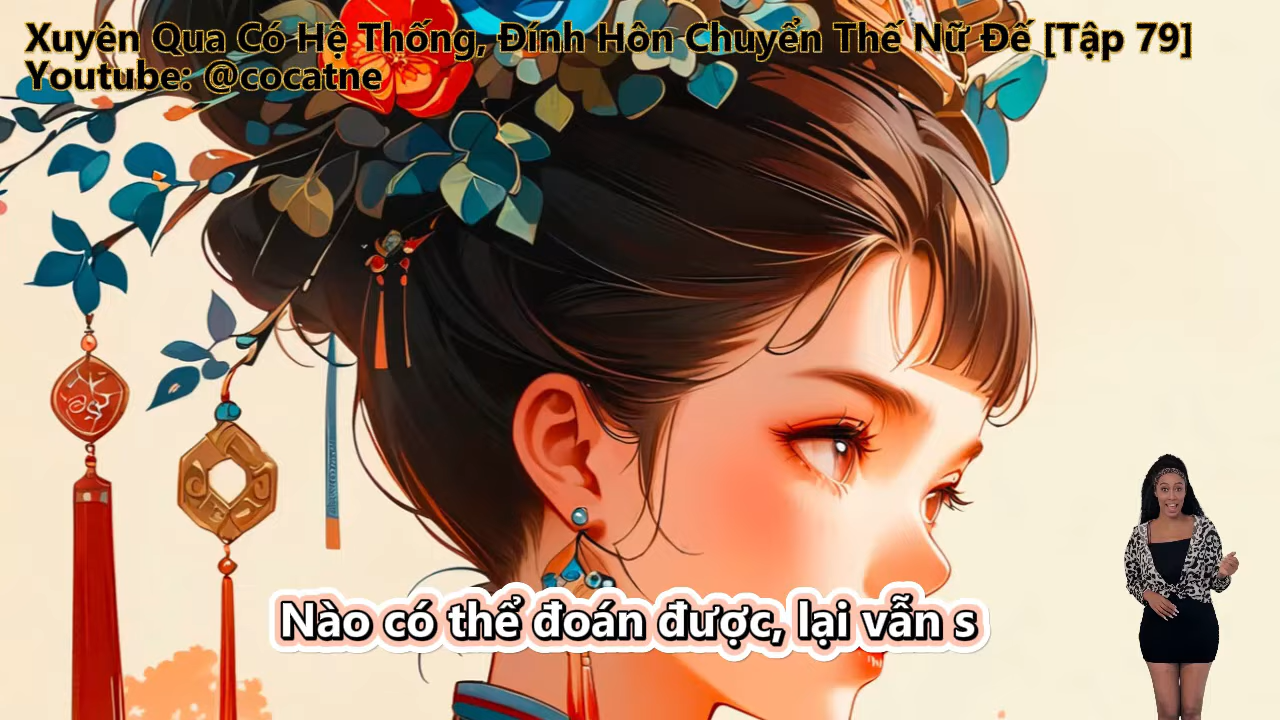 Xuyên Qua Có Hệ Thống, Đính Hôn Chuyển Thế Nữ Đế [Tập 79]
Youtube: @cocatne
Nào có thể đoán được, lại vẫn s